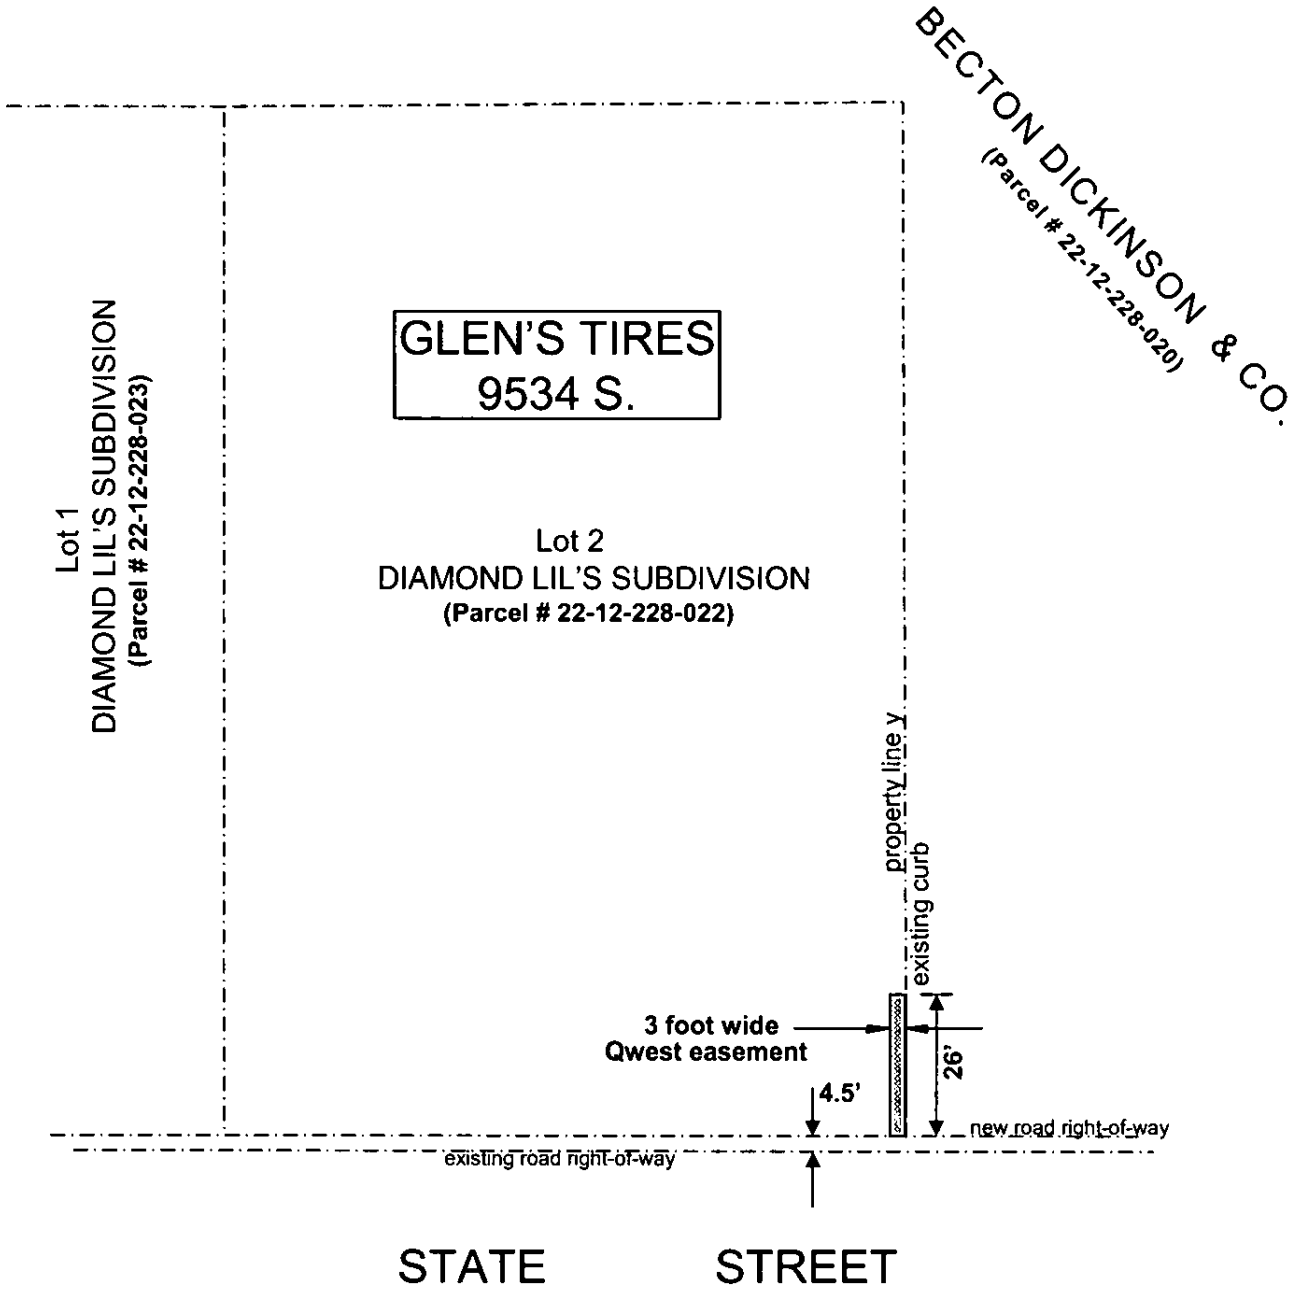 BECTON DICKINSON & CO.
(Parcel # 22-12-228-020)
GLEN'S TIRES
9534 S.
Lot 1
DIAMOND LIL'S SUBDIVISION
(Parcel # 22-12-228-023)
Lot 2
DIAMOND LIL'S SUBDIVISION
(Parcel # 22-12-228-022)
property line y
existing curb
3 foot wide
Qwest easement
26'
4.5'
new road right-of-way
existing road right-of-way
STATE STREET